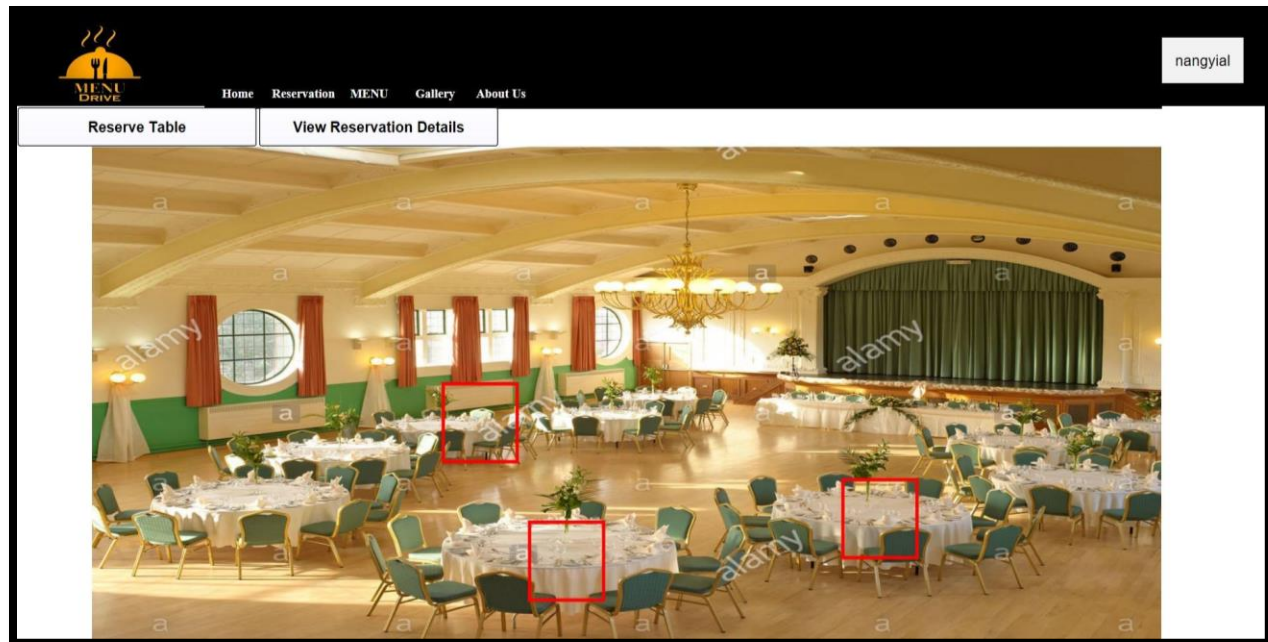 MENU
DRIVE
Home Reservation MENU Gallery About Us
nangyial
Reserve Table View Reservation Details
a a a a a
a a a a
alamy alamy
a a
a alamy a
a a a
a alamy a
a a a a